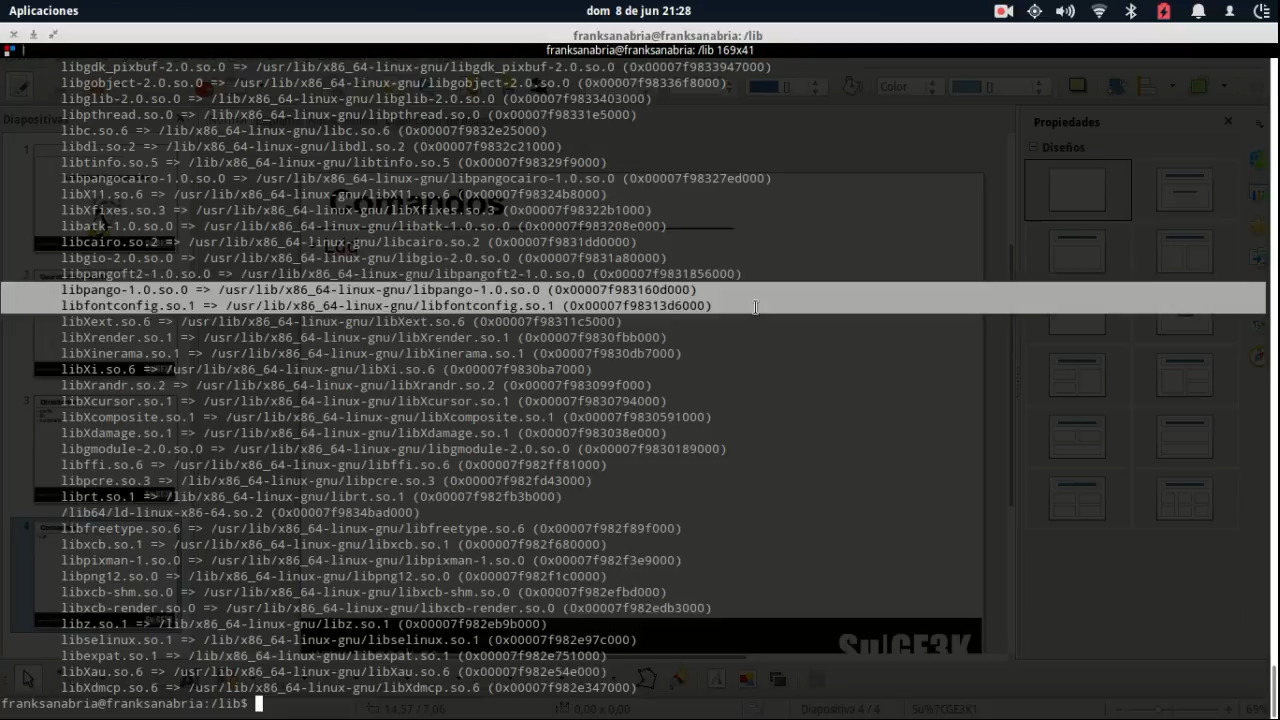 Aplicaciones
dom 8 de jun 21:28
franksanabria@franksanabria: /lib
franksanabria@franksanabria: /lib 169x41
libgdk_pixbuf-2.0.so.0 => /usr/lib/x86_64-linux-gnu/libgdk_pixbuf-2.0.so.0 (0x00007f9833947000)
libgobject-2.0.so.0 => /usr/lib/x86_64-linux-gnu/libgobject-2.0.so.0 (0x00007f98336f8000)
libglib-2.0.so.0 => /lib/x86_64-linux-gnu/libglib-2.0.so.0 (0x00007f9833403000)
libpthread.so.0 => /lib/x86_64-linux-gnu/libpthread.so.0 (0x00007f98331e5000)
libc.so.6 => /lib/x86_64-linux-gnu/libc.so.6 (0x00007f9832e25000)
libdl.so.2 => /lib/x86_64-linux-gnu/libdl.so.2 (0x00007f9832c21000)
libtinfo.so.5 => /lib/x86_64-linux-gnu/libtinfo.so.5 (0x00007f98329f9000)
libpangocairo-1.0.so.0 => /usr/lib/x86_64-linux-gnu/libpangocairo-1.0.so.0 (0x00007f98327ed000)
libX11.so.6 => /usr/lib/x86_64-linux-gnu/libX11.so.6 (0x00007f98324b8000)
libXfixes.so.3 => /usr/lib/x86_64-linux-gnu/libXfixes.so.3 (0x00007f98322b1000)
libatk-1.0.so.0 => /usr/lib/x86_64-linux-gnu/libatk-1.0.so.0 (0x00007f983208e000)
libcairo.so.2 => /usr/lib/x86_64-linux-gnu/libcairo.so.2 (0x00007f9831dd0000)
libgio-2.0.so.0 => /usr/lib/x86_64-linux-gnu/libgio-2.0.so.0 (0x00007f9831a80000)
libpangoft2-1.0.so.0 => /usr/lib/x86_64-linux-gnu/libpangoft2-1.0.so.0 (0x00007f9831856000)
libpango-1.0.so.0 => /usr/lib/x86_64-linux-gnu/libpango-1.0.so.0 (0x00007f983160d000)
libfontconfig.so.1 => /usr/lib/x86_64-linux-gnu/libfontconfig.so.1 (0x00007f98313d6000)
libXext.so.6 => /usr/lib/x86_64-linux-gnu/libXext.so.6 (0x00007f98311c5000)
libXrender.so.1 => /usr/lib/x86_64-linux-gnu/libXrender.so.1 (0x00007f9830fbb000)
libXinerama.so.1 => /usr/lib/x86_64-linux-gnu/libXinerama.so.1 (0x00007f9830db7000)
libXi.so.6 => /usr/lib/x86_64-linux-gnu/libXi.so.6 (0x00007f9830ba7000)
libXrandr.so.2 => /usr/lib/x86_64-linux-gnu/libXrandr.so.2 (0x00007f983099f000)
libXcursor.so.1 => /usr/lib/x86_64-linux-gnu/libXcursor.so.1 (0x00007f9830794000)
libXcomposite.so.1 => /usr/lib/x86_64-linux-gnu/libXcomposite.so.1 (0x00007f9830591000)
libXdamage.so.1 => /usr/lib/x86_64-linux-gnu/libXdamage.so.1 (0x00007f983038e000)
libgmodule-2.0.so.0 => /usr/lib/x86_64-linux-gnu/libgmodule-2.0.so.0 (0x00007f9830189000)
libffi.so.6 => /usr/lib/x86_64-linux-gnu/libffi.so.6 (0x00007f982ff81000)
libpcre.so.3 => /lib/x86_64-linux-gnu/libpcre.so.3 (0x00007f982fd43000)
librt.so.1 => /lib/x86_64-linux-gnu/librt.so.1 (0x00007f982fb3b000)
/lib64/ld-linux-x86-64.so.2 (0x00007f9834bad000)
libfreetype.so.6 => /usr/lib/x86_64-linux-gnu/libfreetype.so.6 (0x00007f982f89f000)
libxcb.so.1 => /usr/lib/x86_64-linux-gnu/libxcb.so.1 (0x00007f982f680000)
libpixman-1.so.0 => /usr/lib/x86_64-linux-gnu/libpixman-1.so.0 (0x00007f982f3e9000)
libpng12.so.0 => /lib/x86_64-linux-gnu/libpng12.so.0 (0x00007f982f1c0000)
libxcb-shm.so.0 => /usr/lib/x86_64-linux-gnu/libxcb-shm.so.0 (0x00007f982efbd000)
libxcb-render.so.0 => /usr/lib/x86_64-linux-gnu/libxcb-render.so.0 (0x00007f982edb3000)
libz.so.1 => /lib/x86_64-linux-gnu/libz.so.1 (0x00007f982eb9b000)
libselinux.so.1 => /lib/x86_64-linux-gnu/libselinux.so.1 (0x00007f982e97c000)
libexpat.so.1 => /lib/x86_64-linux-gnu/libexpat.so.1 (0x00007f982e751000)
libXau.so.6 => /usr/lib/x86_64-linux-gnu/libXau.so.6 (0x00007f982e54e000)
libXdmcp.so.6 => /usr/lib/x86_64-linux-gnu/libXdmcp.so.6 (0x00007f982e347000)
franksanabria@franksanabria:/lib$
Color
Propiedades
Diseños
Comandos
1
3
4
14,57 / 7,06
0,00 x 0,00
Diapositiva 4 / 4
Su%7CGE3K1
69%